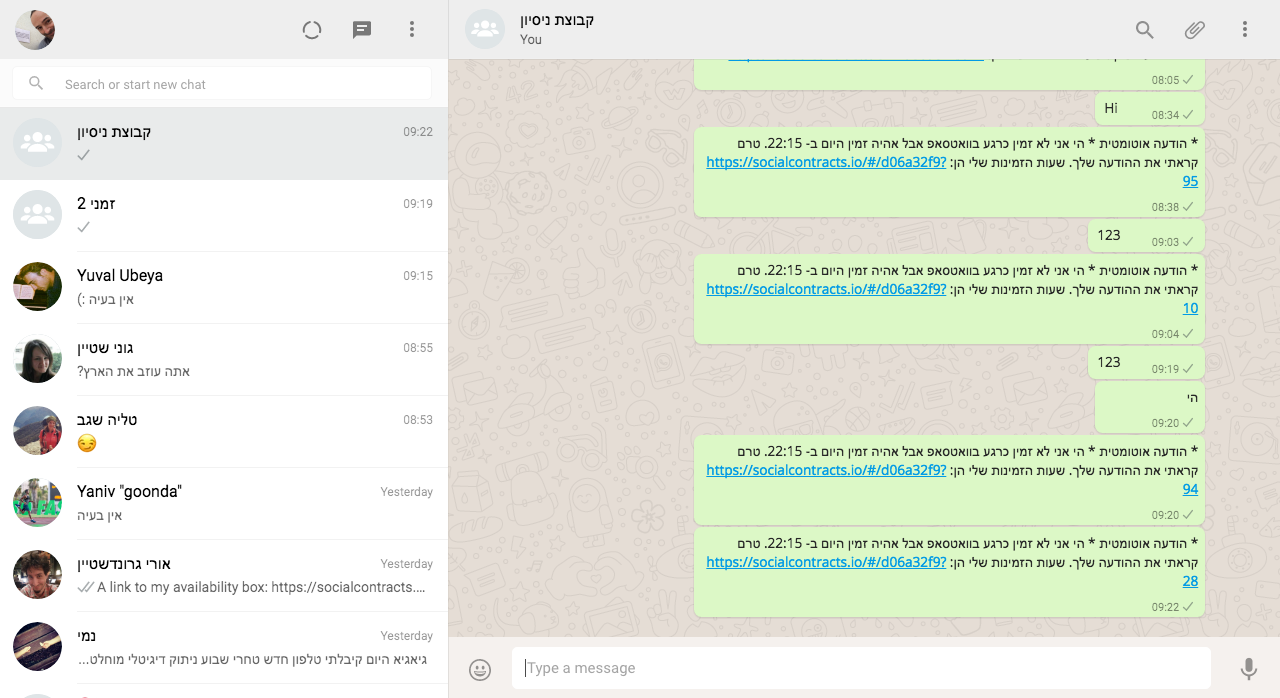 Search or start new chat
קבוצת ניסיון
09:22
זמני 2
09:19
Yuval Ubeya
09:15
אין בעיה :)
גוני שטיין
08:55
אתה עוזב את הארץ?
טליה שגב
08:53
Yaniv "goonda"
Yesterday
אין בעיה
אורי גרונדשטיין
Yesterday
A link to my availability box: https://socialcontracts....
נמי
Yesterday
גיאגיא היום קיבלתי טלפון חדש טחרי שבוע ניתוק דיגיטלי מוחלט...
קבוצת ניסיון
You
08:05
Hi
08:34
* הודעה אוטומטית * הי אני לא זמין כרגע בוואטסאפ אבל אהיה זמין היום ב- 22:15. טרם
קראתי את ההודעה שלך. שעות הזמינות שלי הן: https://socialcontracts.io/#/d06a32f9?
95
08:38
123
09:03
* הודעה אוטומטית * הי אני לא זמין כרגע בוואטסאפ אבל אהיה זמין היום ב- 22:15. טרם
קראתי את ההודעה שלך. שעות הזמינות שלי הן: https://socialcontracts.io/#/d06a32f9?
10
09:04
123
09:19
הי
09:20
* הודעה אוטומטית * הי אני לא זמין כרגע בוואטסאפ אבל אהיה זמין היום ב- 22:15. טרם
קראתי את ההודעה שלך. שעות הזמינות שלי הן: https://socialcontracts.io/#/d06a32f9?
94
09:20
* הודעה אוטומטית * הי אני לא זמין כרגע בוואטסאפ אבל אהיה זמין היום ב- 22:15. טרם
קראתי את ההודעה שלך. שעות הזמינות שלי הן: https://socialcontracts.io/#/d06a32f9?
28
09:22
Type a message